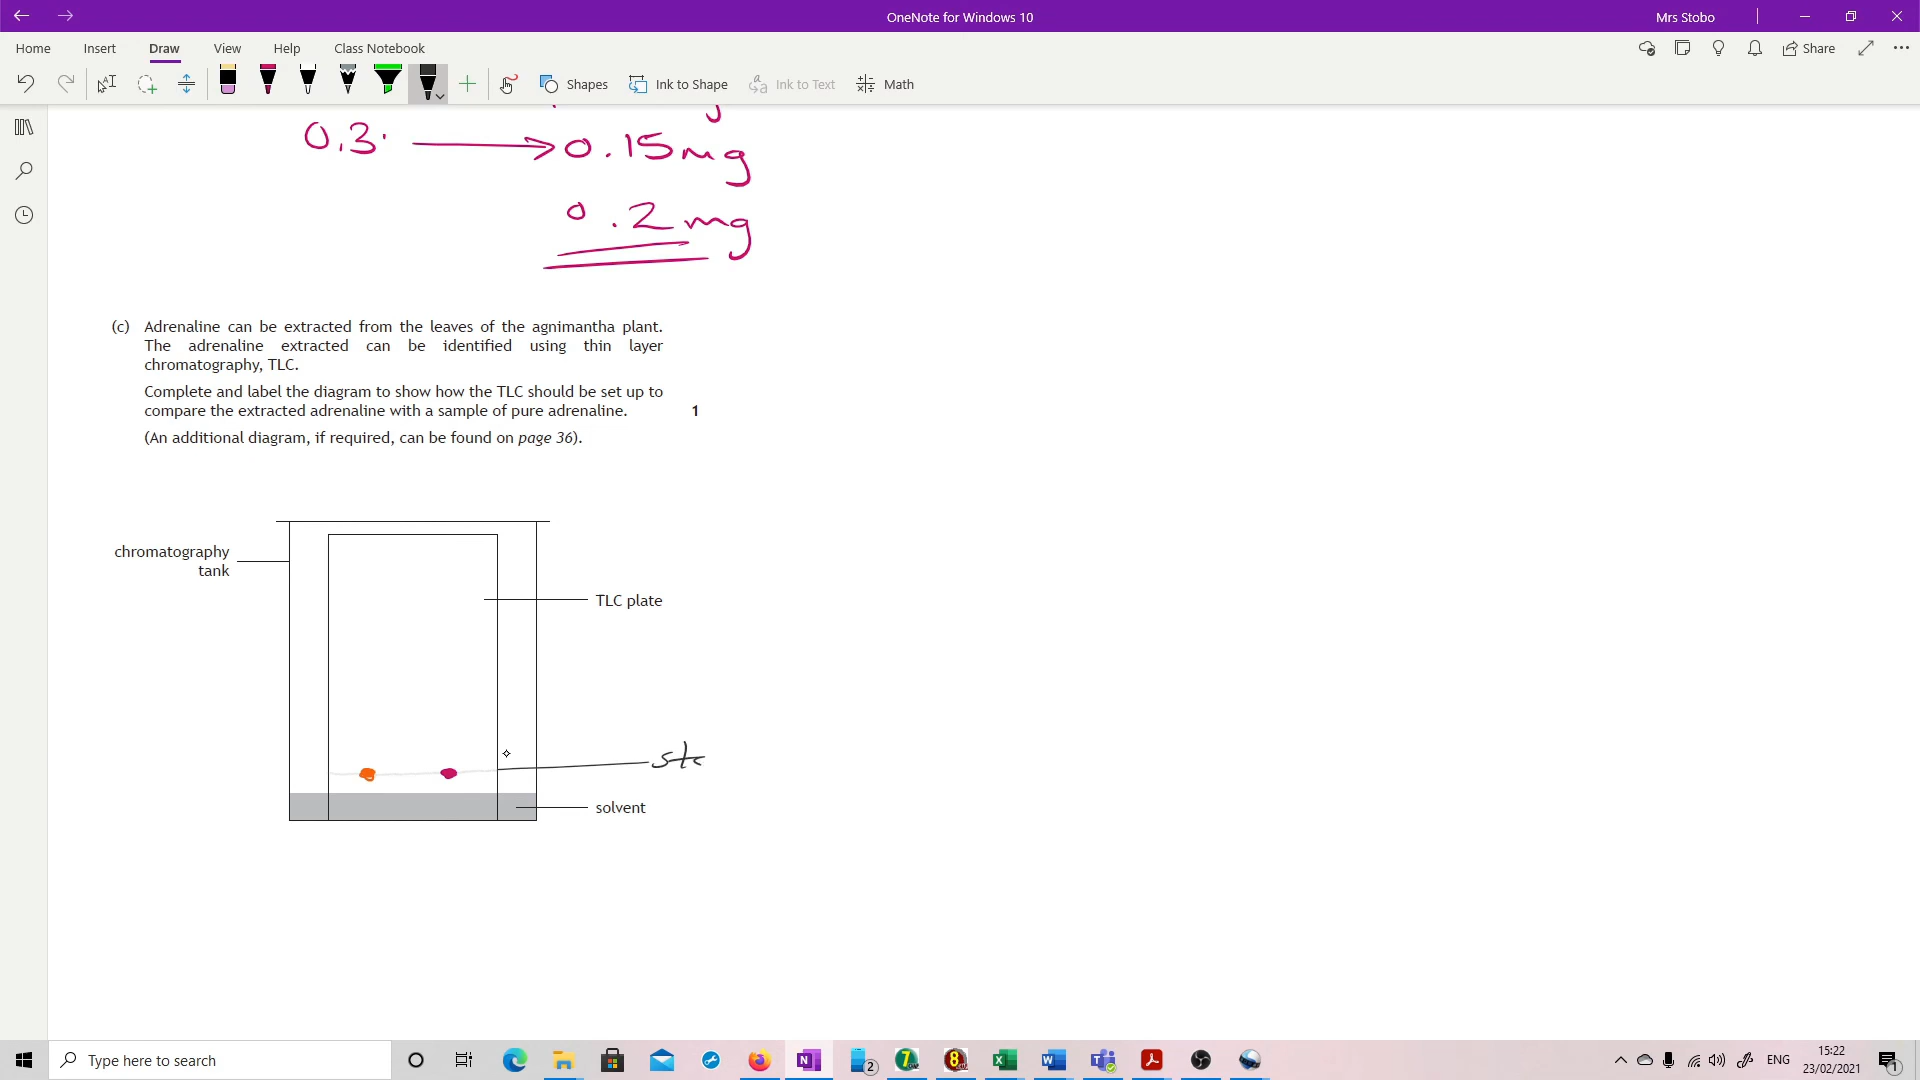 OneNote for Windows 10
Mrs Stobo
Home Insert Draw View Help Class Notebook
Share
Shapes Ink to Shape Ink to Text Math
0.3 0.15mg
0.2mg
(c) Adrenaline can be extracted from the leaves of the agnimantha plant.
The adrenaline extracted can be identified using thin layer
chromatography, TLC.
Complete and label the diagram to show how the TLC should be set up to
compare the extracted adrenaline with a sample of pure adrenaline. 1
(An additional diagram, if required, can be found on page 36).
chromatography
tank
TLC plate
solvent
Type here to search
2
7
8
ENG
15:22
23/02/2021
1